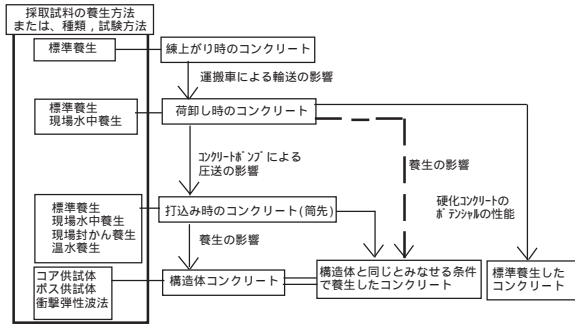 採取試料の養生方法
または、種類，試験方法
標準養生
練上がり時のコンクリート
運搬車による輸送の影響
標準養生
現場水中養生
荷卸し時のコンクリート
ｺﾝｸﾘｰﾄﾎﾟﾝﾌﾟによる
圧送の影響
養生の影響
硬化ｺﾝｸﾘｰﾄの
ﾎﾟﾃﾝｼｬﾙの性能
標準養生
現場水中養生
現場封かん養生
温水養生
打込み時のコンクリート(筒先)
養生の影響
コア供試体
ボス供試体
衝撃弾性波法
構造体コンクリート
構造体と同じとみなせる条件
で養生したコンクリート
標準養生した
コンクリート